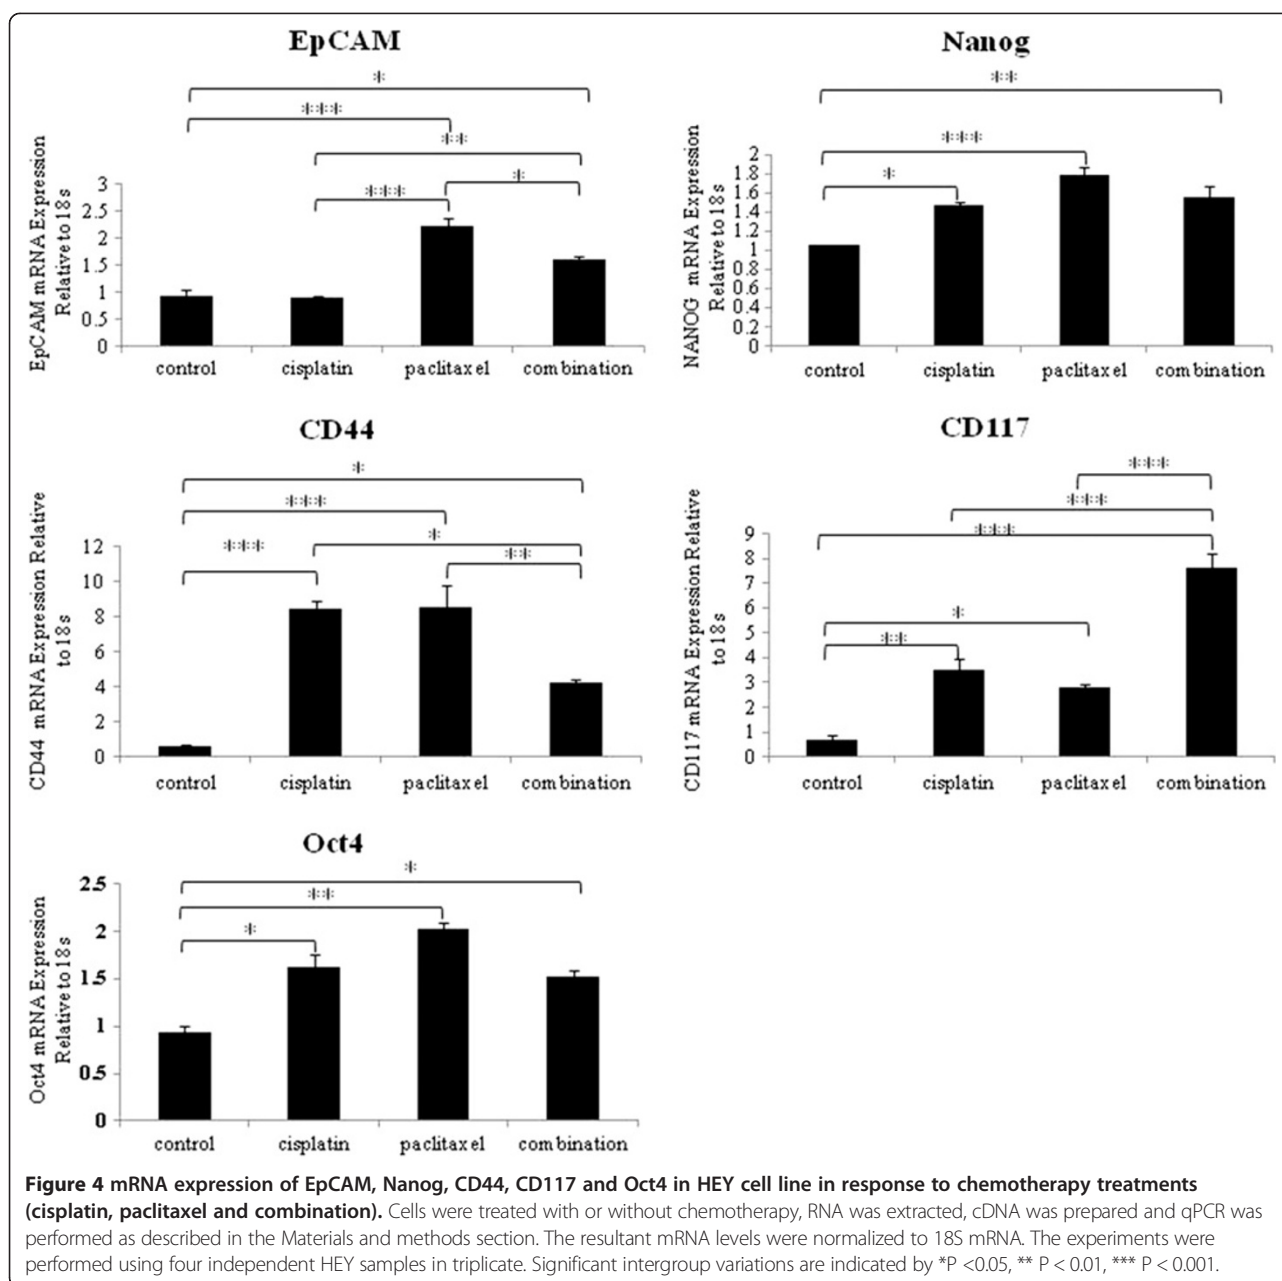 EpCAM
*
***
**
***
*
EpCAM mRNA Expression
Relative to 18s
3
2.5
2
1.5
1
0.5
0
control cisplatin paclitaxel combination
Nanog
**
***
*
NANOG mRNA Expression
Relative to 18s
2
1.8
1.6
1.4
1.2
1
0.8
0.6
0.4
0.2
0
control cisplatin paclitaxel combination
CD44
*
***
*
***
**
CD44 mRNA Expression Relative
to 18s
12
10
8
6
4
2
0
control cisplatin paclitaxel combination
CD117
***
***
***
*
**
CD117 mRNA Expression Relative
to 18s
9
8
7
6
5
4
3
2
1
0
control cisplatin paclitaxel combination
Oct4
*
**
*
Oct4 mRNA Expression
Relative to 18s
2.5
2
1.5
1
0.5
0
control cisplatin paclitaxel combination
Figure 4 mRNA expression of EpCAM, Nanog, CD44, CD117 and Oct4 in HEY cell line in response to chemotherapy treatments
(cisplatin, paclitaxel and combination). Cells were treated with or without chemotherapy, RNA was extracted, cDNA was prepared and qPCR was
performed as described in the Materials and methods section. The resultant mRNA levels were normalized to 18S mRNA. The experiments were
performed using four independent HEY samples in triplicate. Significant intergroup variations are indicated by *P <0.05, ** P < 0.01, *** P < 0.001.